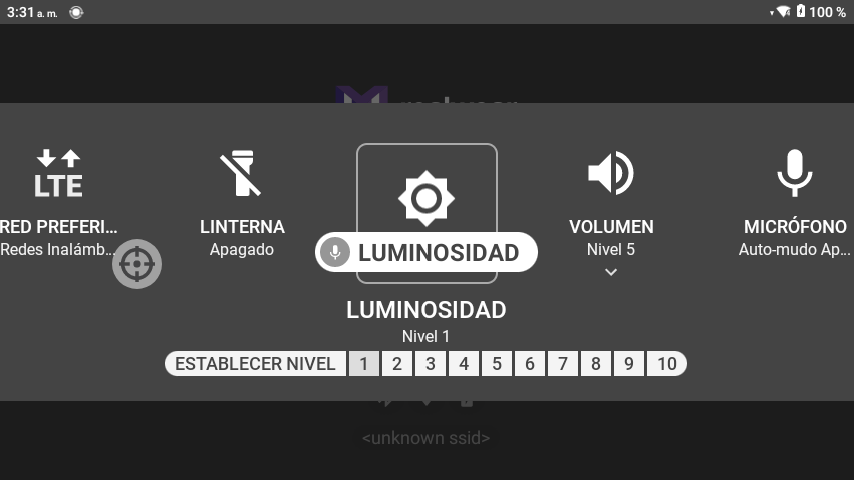 3:31 a. m.
100 %
LTE
RED PREFERI...
Redes Inalámb...
LINTERNA
Apagado
LUMINOSIDAD
VOLUMEN
Nivel 5
MICRÓFONO
Auto-mudo Ap...
LUMINOSIDAD
Nivel 1
ESTABLECER NIVEL 1 2 3 4 5 6 7 8 9 10
<unknown ssid>